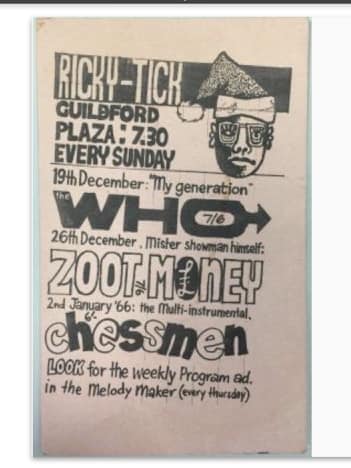 RICKY-TICK
GUILDFORD
PLAZA: 7.30
EVERY SUNDAY
19th December: "My generation"
the WHO 7/6
26th December, Mister showman himself:
ZOOT MONEY 7/6
2nd January '66: the Multi-instrumental,
6/-
chessmen
LOOK for the weekly Program ad.
in the Melody Maker (every thursday)